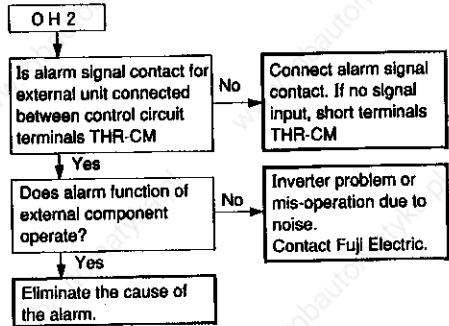 OH2
Is alarm signal contact for
external unit connected
between control circuit
terminals THR-CM
No
Connect alarm signal
contact. If no signal
input, short terminals
THR-CM
Yes
Does alarm function of
external component
operate?
No
Inverter problem or
mis-operation due to
noise.
Contact Fuji Electric.
Yes
Eliminate the cause of
the alarm.